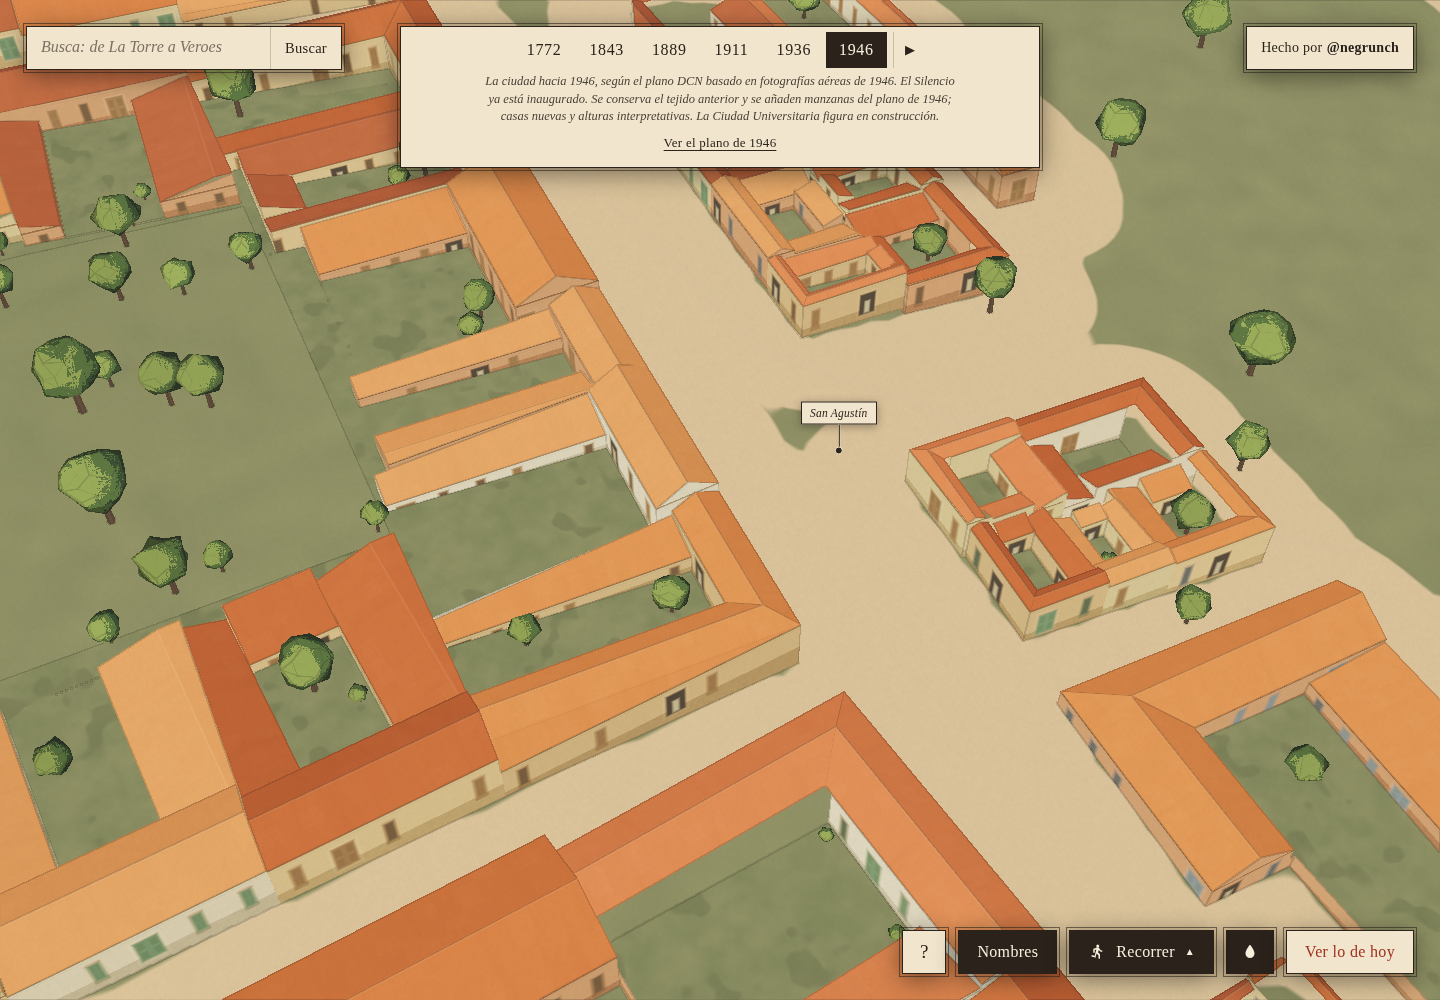 Busca: de La Torre a Veroes
Buscar
1772 1843 1889 1911 1936 1946 ▶
La ciudad hacia 1946, según el plano DCN basado en fotografías aéreas de 1946. El Silencio
ya está inaugurado. Se conserva el tejido anterior y se añaden manzanas del plano de 1946;
casas nuevas y alturas interpretativas. La Ciudad Universitaria figura en construcción.
Ver el plano de 1946
Hecho por @negrunch
San Agustín
?
Nombres
Recorrer ▲
Ver lo de hoy